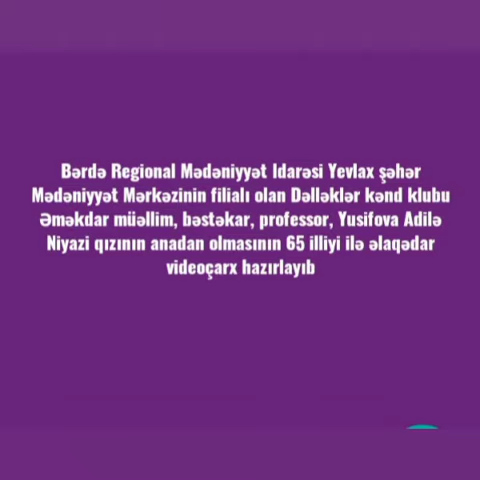 Bərdə Regional Mədəniyyət Idarəsi Yevlax şəhər
Mədəniyyət Mərkəzinin filialı olan Dəlləklər kənd klubu
Əməkdar müəllim, bəstəkar, professor, Yusifova Adilə
Niyazi qızının anadan olmasının 65 illiyi ilə əlaqədar
videoçarx hazırlayıb